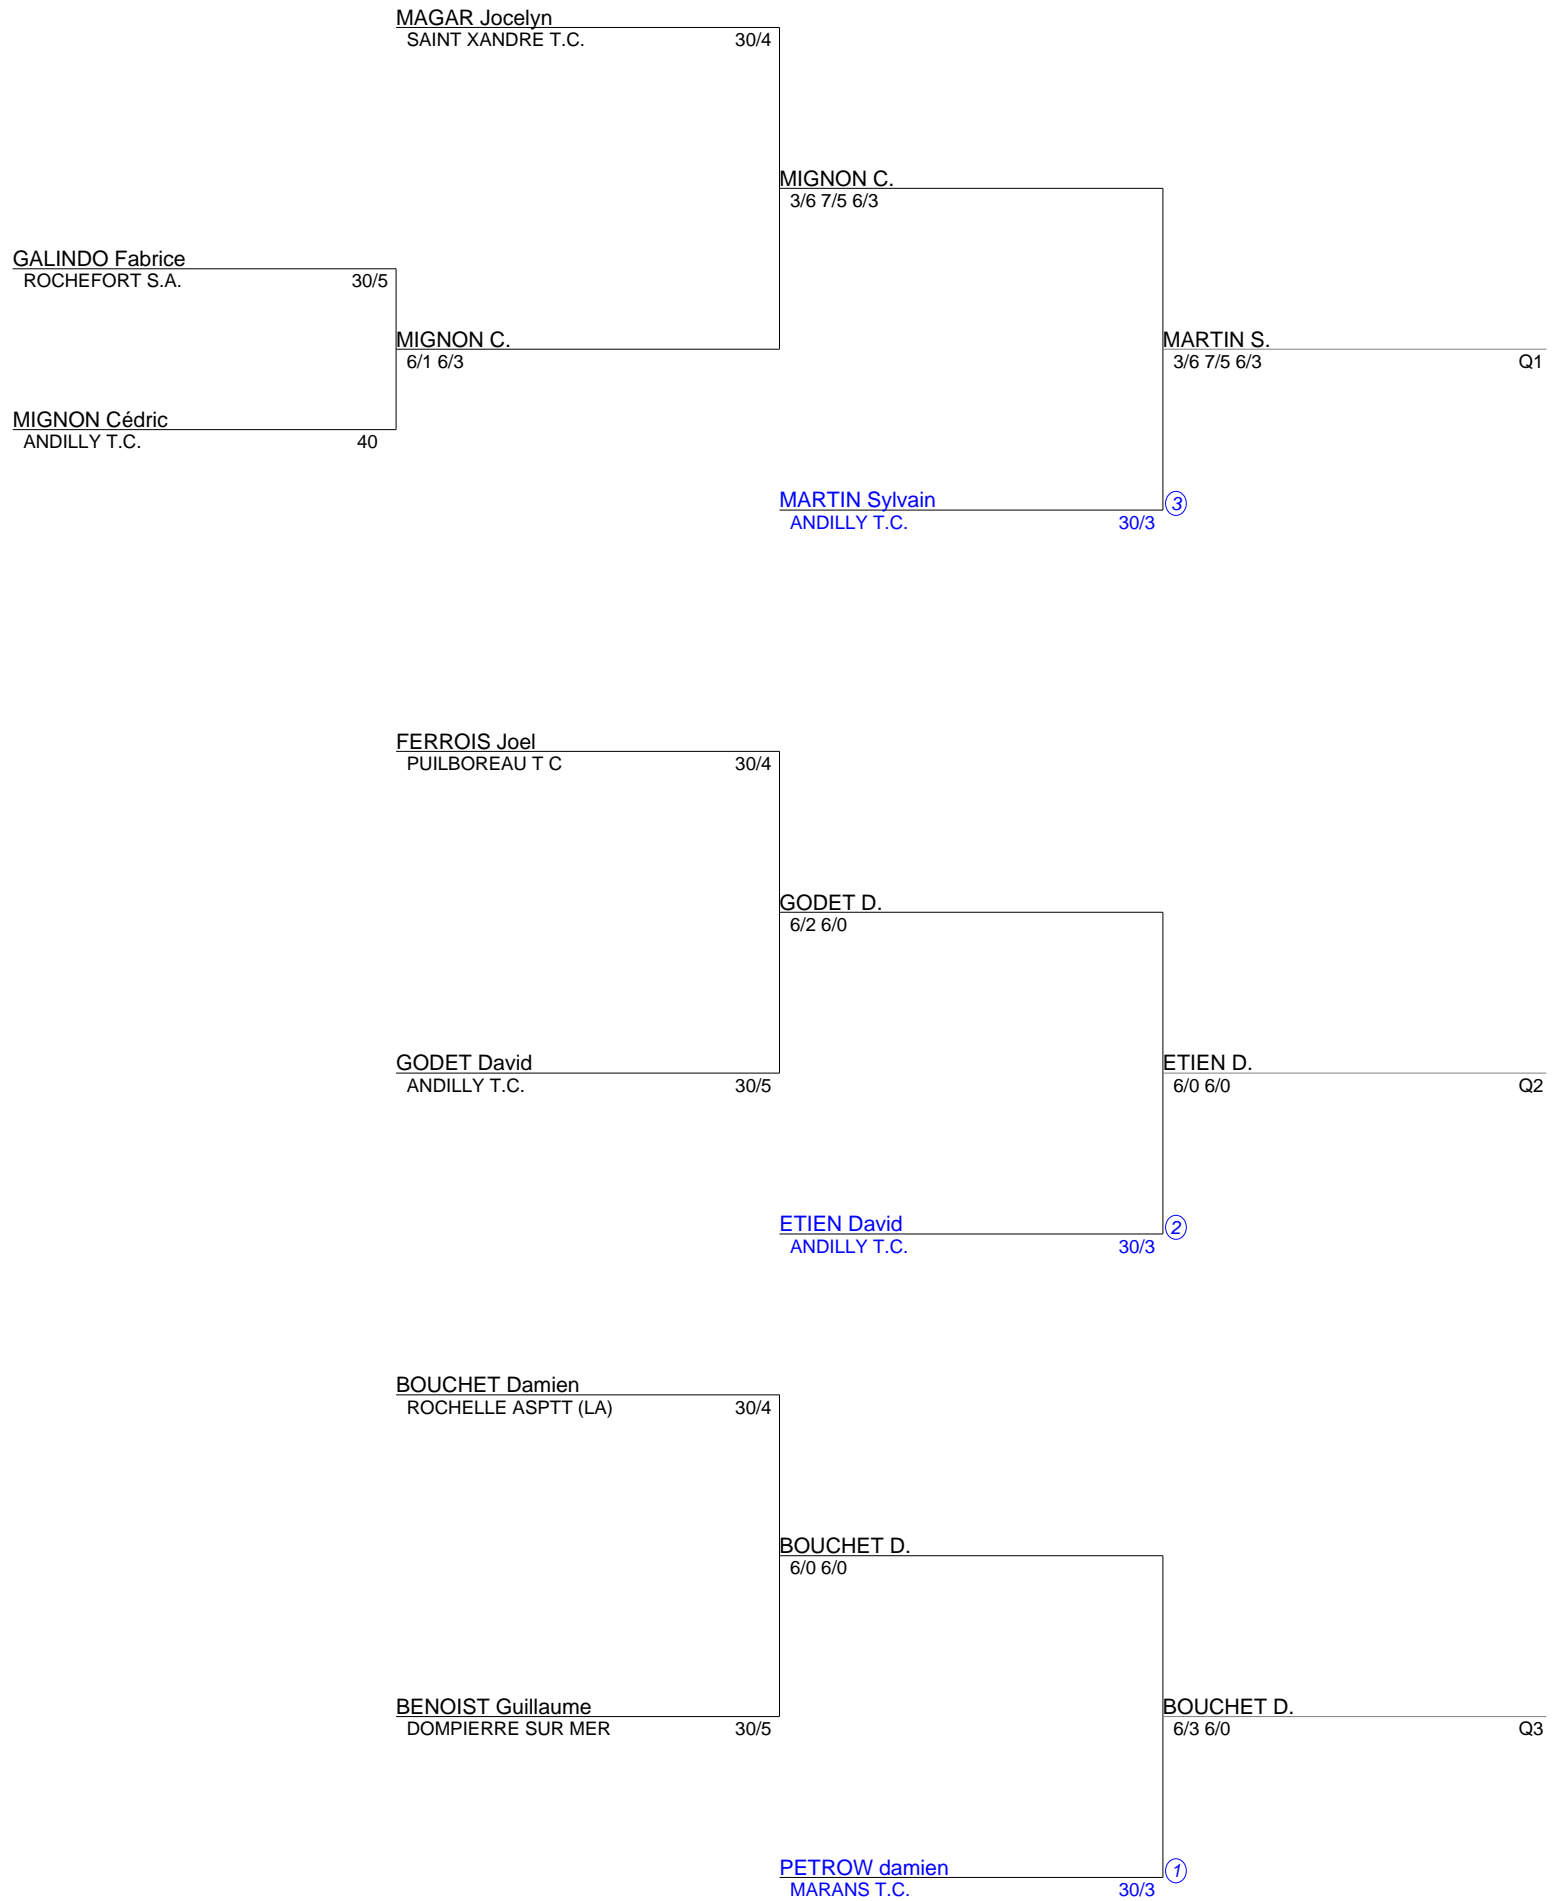 MAGAR Jocelyn
SAINT XANDRE T.C. 30/4
MIGNON C.
3/6 7/5 6/3
GALINDO Fabrice
ROCHEFORT S.A. 30/5
MIGNON C.
6/1 6/3
MARTIN S.
3/6 7/5 6/3 Q1
MIGNON Cédric
ANDILLY T.C. 40
MARTIN Sylvain 3
ANDILLY T.C. 30/3
FERROIS Joel
PUILBOREAU T C 30/4
GODET D.
6/2 6/0
GODET David
ANDILLY T.C. 30/5
ETIEN D.
6/0 6/0 Q2
ETIEN David 2
ANDILLY T.C. 30/3
BOUCHET Damien
ROCHELLE ASPTT (LA) 30/4
BOUCHET D.
6/0 6/0
BENOIST Guillaume
DOMPIERRE SUR MER 30/5
BOUCHET D.
6/3 6/0 Q3
PETROW damien 1
MARANS T.C. 30/3